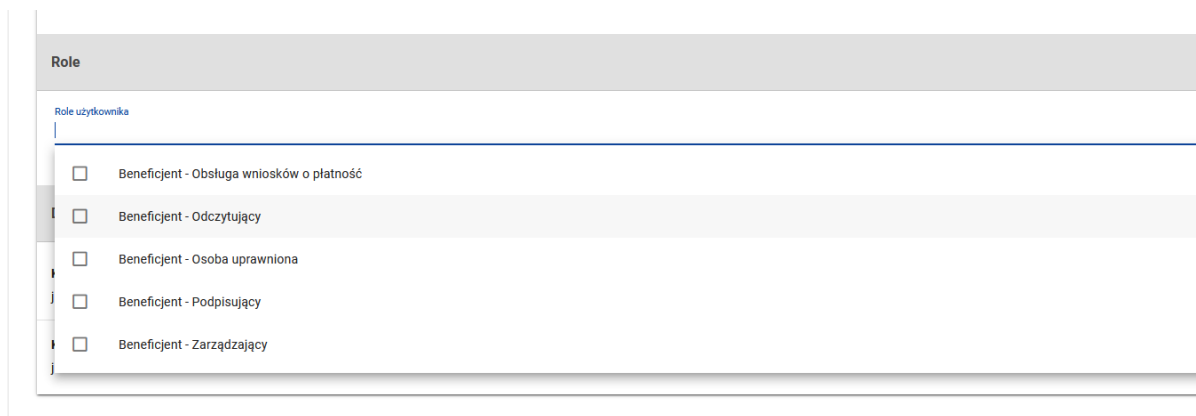 Role
Role użytkownika
Beneficjent - Obsługa wniosków o płatność
Beneficjent - Odczytujący
Beneficjent - Osoba uprawniona
Beneficjent - Podpisujący
Beneficjent - Zarządzający